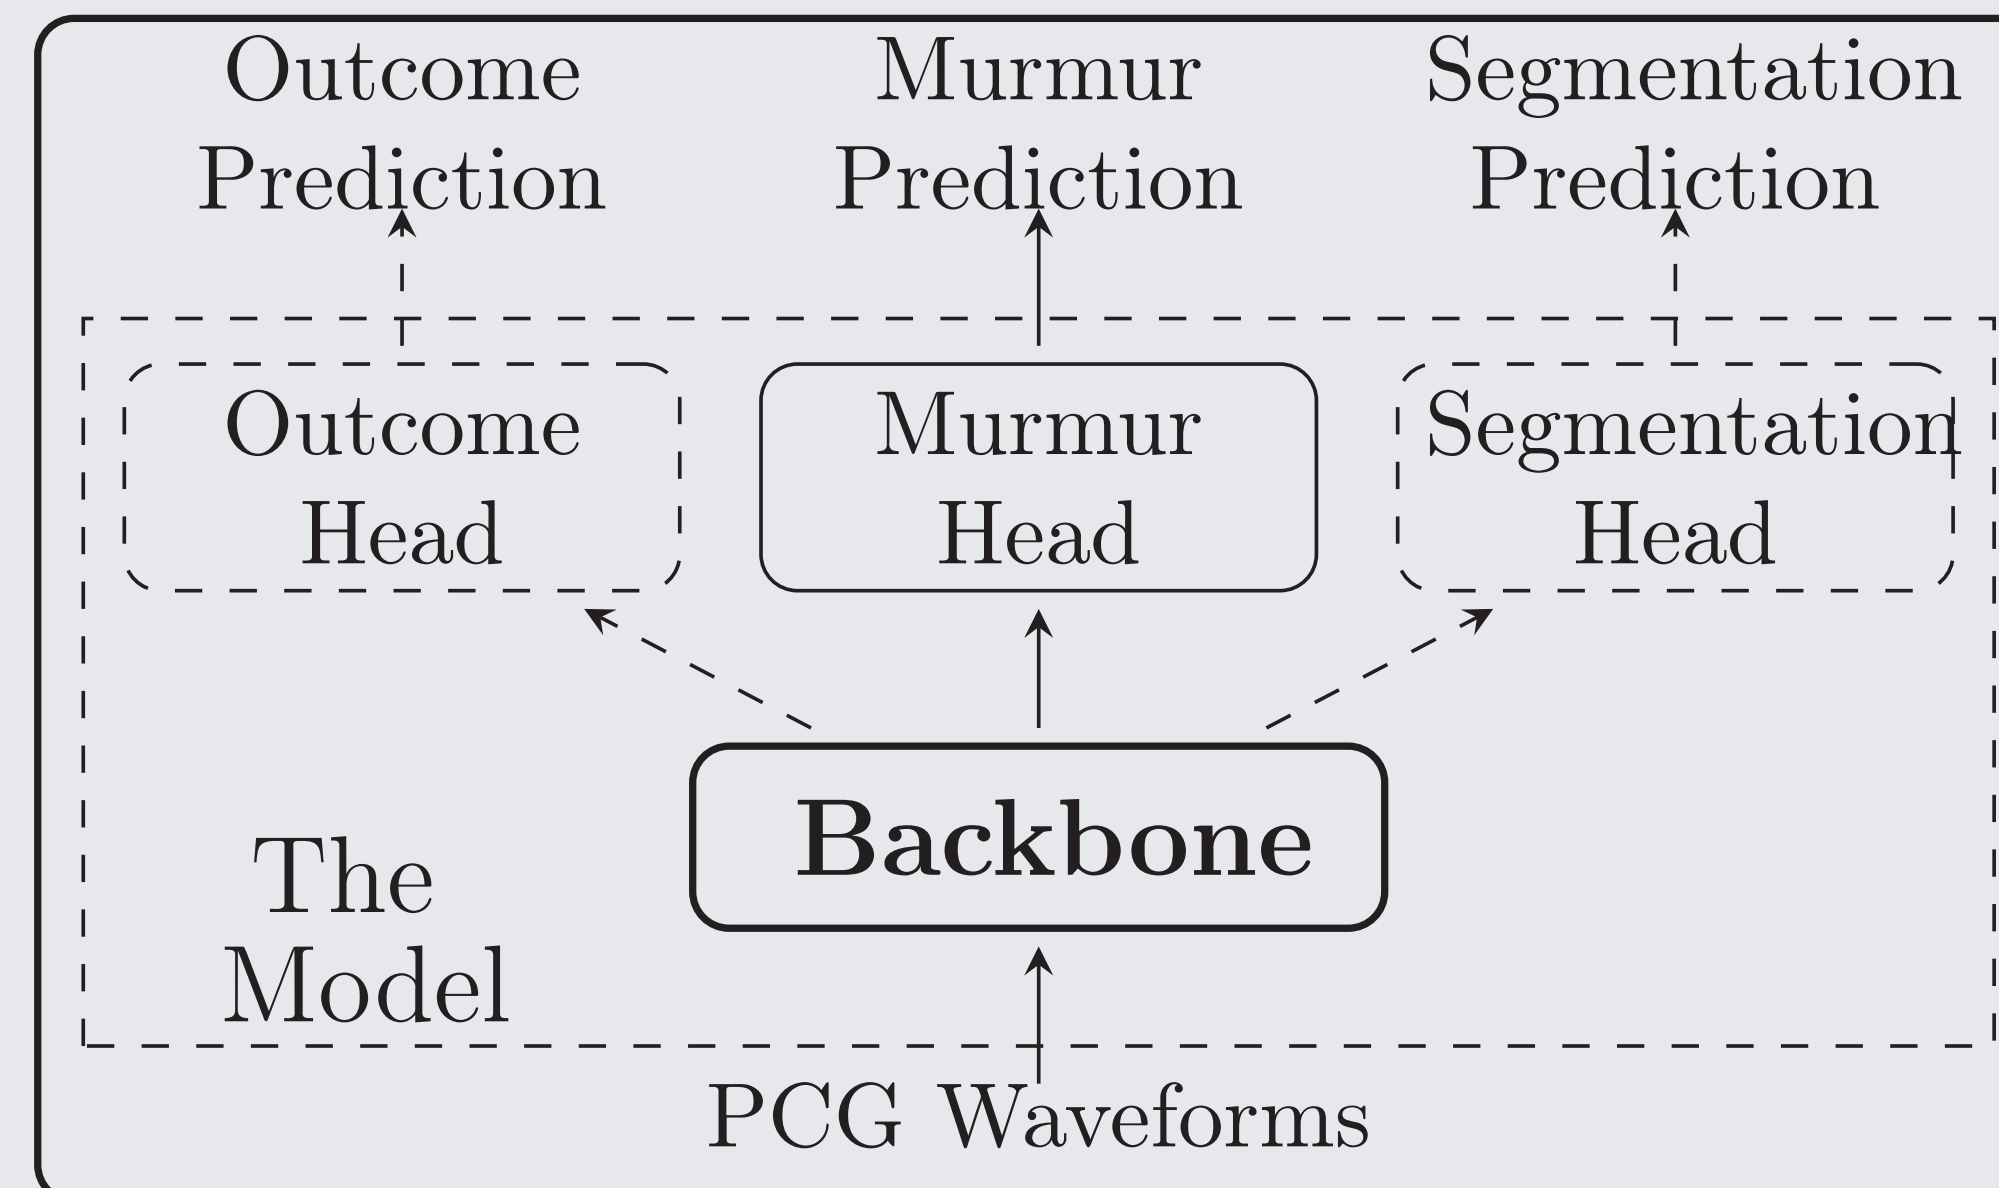 Outcome
Prediction
Murmur
Prediction
Segmentation
Prediction
Outcome
Head
Murmur
Head
Segmentation
Head
Backbone
The
Model
PCG Waveforms